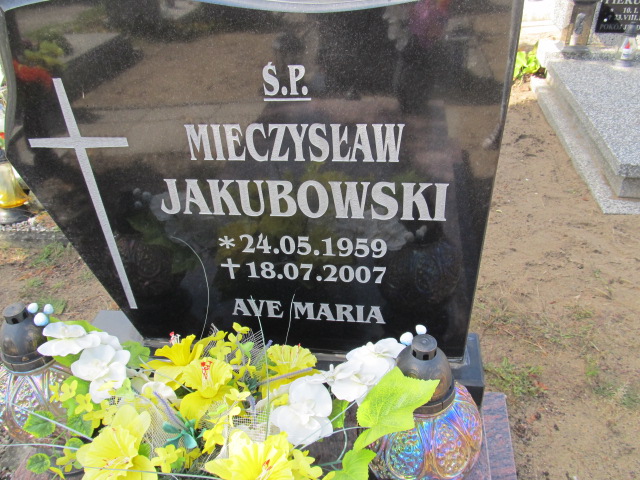 Ś.P.
MIECZYSŁAW
JAKUBOWSKI
* 24.05.1959
✝ 18.07.2007
AVE MARIA